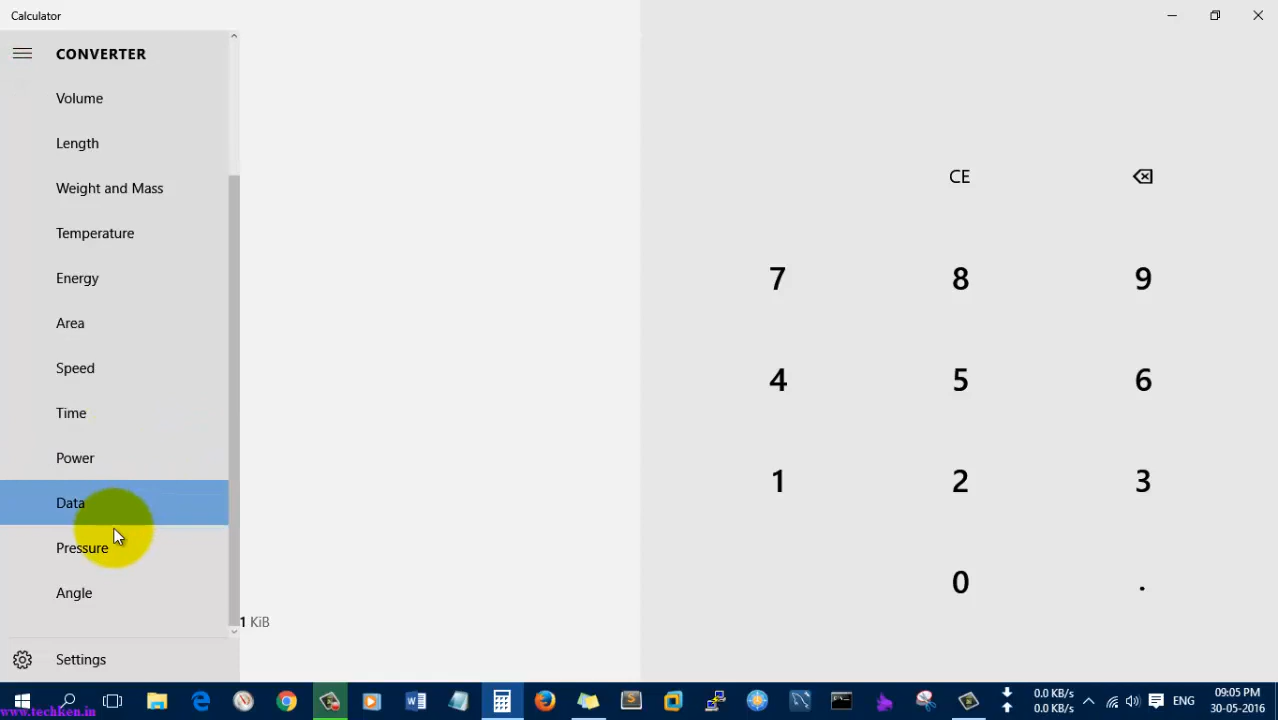 Calculator
CONVERTER
Volume
Length
Weight and Mass
Temperature
Energy
Area
Speed
Time
Power
Data
Pressure
Angle
1 KiB
Settings
CE
7 8 9
4 5 6
1 2 3
0 .
www.techken.in
0.0 KB/s
0.0 KB/s
ENG
09:05 PM
30-05-2016